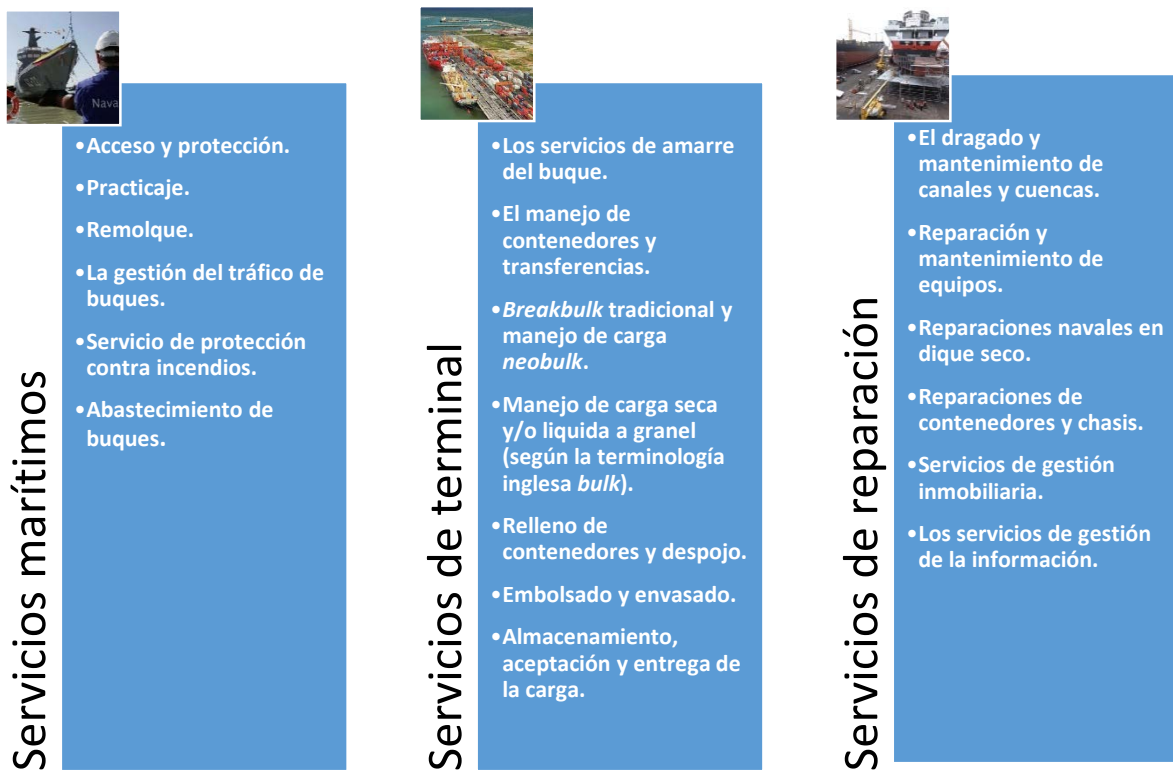 Nava
Servicios marítimos
•Acceso y protección.
•Practicaje.
•Remolque.
•La gestión del tráfico de
buques.
•Servicio de protección
contra incendios.
•Abastecimiento de
buques.
Servicios de terminal
•Los servicios de amarre
del buque.
•El manejo de
contenedores y
transferencias.
•Breakbulk tradicional y
manejo de carga
neobulk.
•Manejo de carga seca
y/o liquida a granel
(según la terminología
inglesa bulk).
•Relleno de
contenedores y despojo.
•Embolsado y envasado.
•Almacenamiento,
aceptación y entrega de
la carga.
Servicios de reparación
•El dragado y
mantenimiento de
canales y cuencas.
•Reparación y
mantenimiento de
equipos.
•Reparaciones navales en
dique seco.
•Reparaciones de
contenedores y chasis.
•Servicios de gestión
inmobiliaria.
•Los servicios de gestión
de la información.